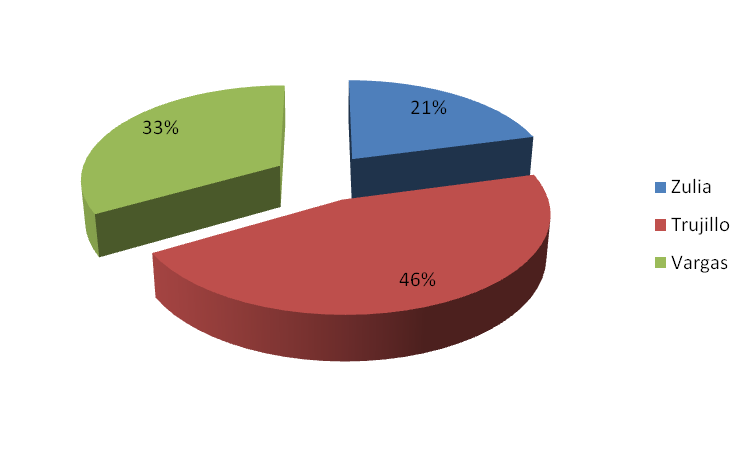 21%
33%
46%
Zulia
Trujillo
Vargas